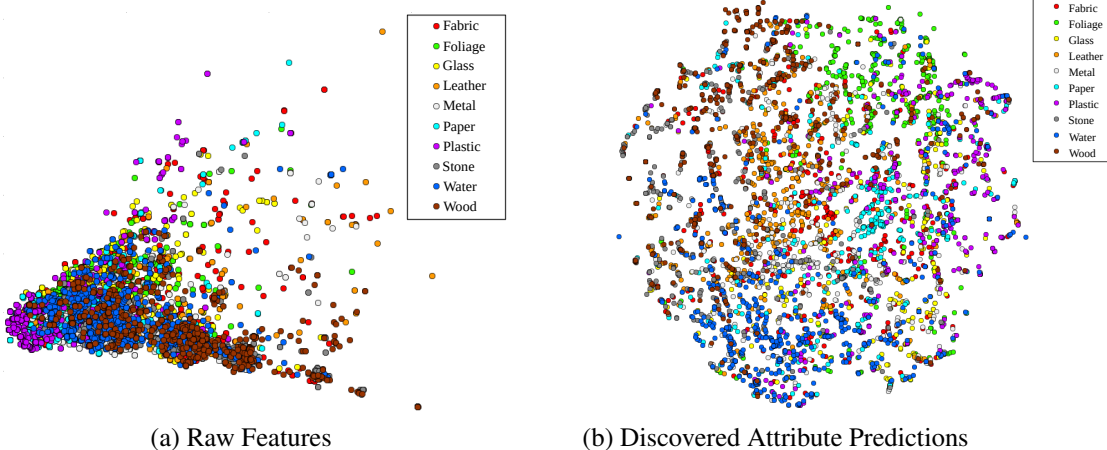 Fabric
Foliage
Glass
Leather
Metal
Paper
Plastic
Stone
Water
Wood
Fabric
Foliage
Glass
Leather
Metal
Paper
Plastic
Stone
Water
Wood
(a) Raw Features
(b) Discovered Attribute Predictions